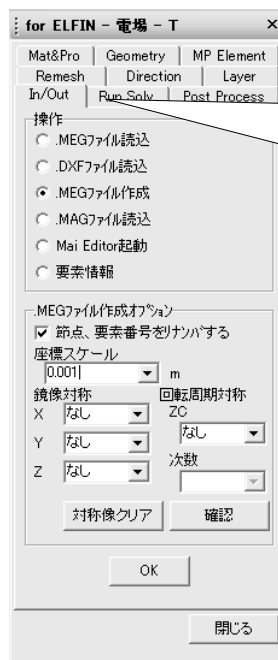 for ELFIN - 電場 - T ×
Mat&Pro Geometry MP Element
Remesh Direction Layer
In/Out Run Solv Post Process
操作
.MEGファイル読込
.DXFファイル読込
.MEGファイル作成
.MAGファイル読込
Mai Editor起動
要素情報
.MEGファイル作成オプション
節点、要素番号をリナンバする
座標スケール
0.001 m
鏡像対称 回転周期対称
X なし ZC
Y なし なし
Z なし 次数
対称像クリア 確認
OK
閉じる